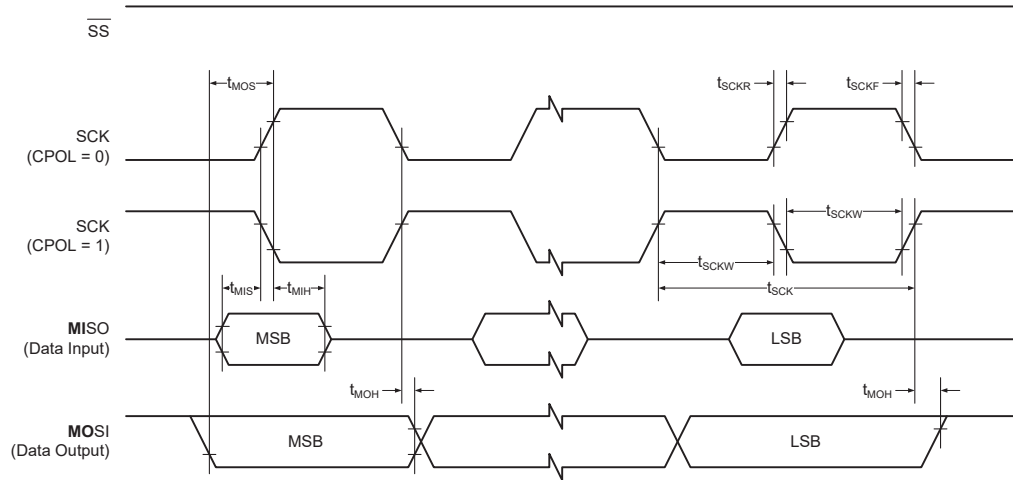 SS
tMOS
tSCKR
tSCKF
SCK
(CPOL = 0)
SCK
(CPOL = 1)
tSCKW
tSCKW
tMIS
tMIH
tSCK
MISO
(Data Input)
MSB
LSB
tMOH
tMOH
MOSI
(Data Output)
MSB
LSB